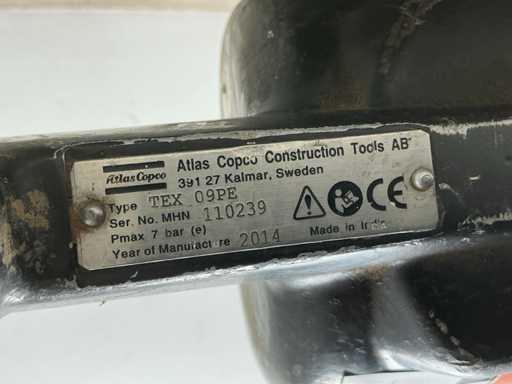 Atlas Copco
Atlas Copco Construction Tools AB
391 27 Kalmar, Sweden
Type TEX 09PE
Ser. No. MHN 110239
Pmax 7 bar (e)
Year of Manufacture 2014
Made in India
CE